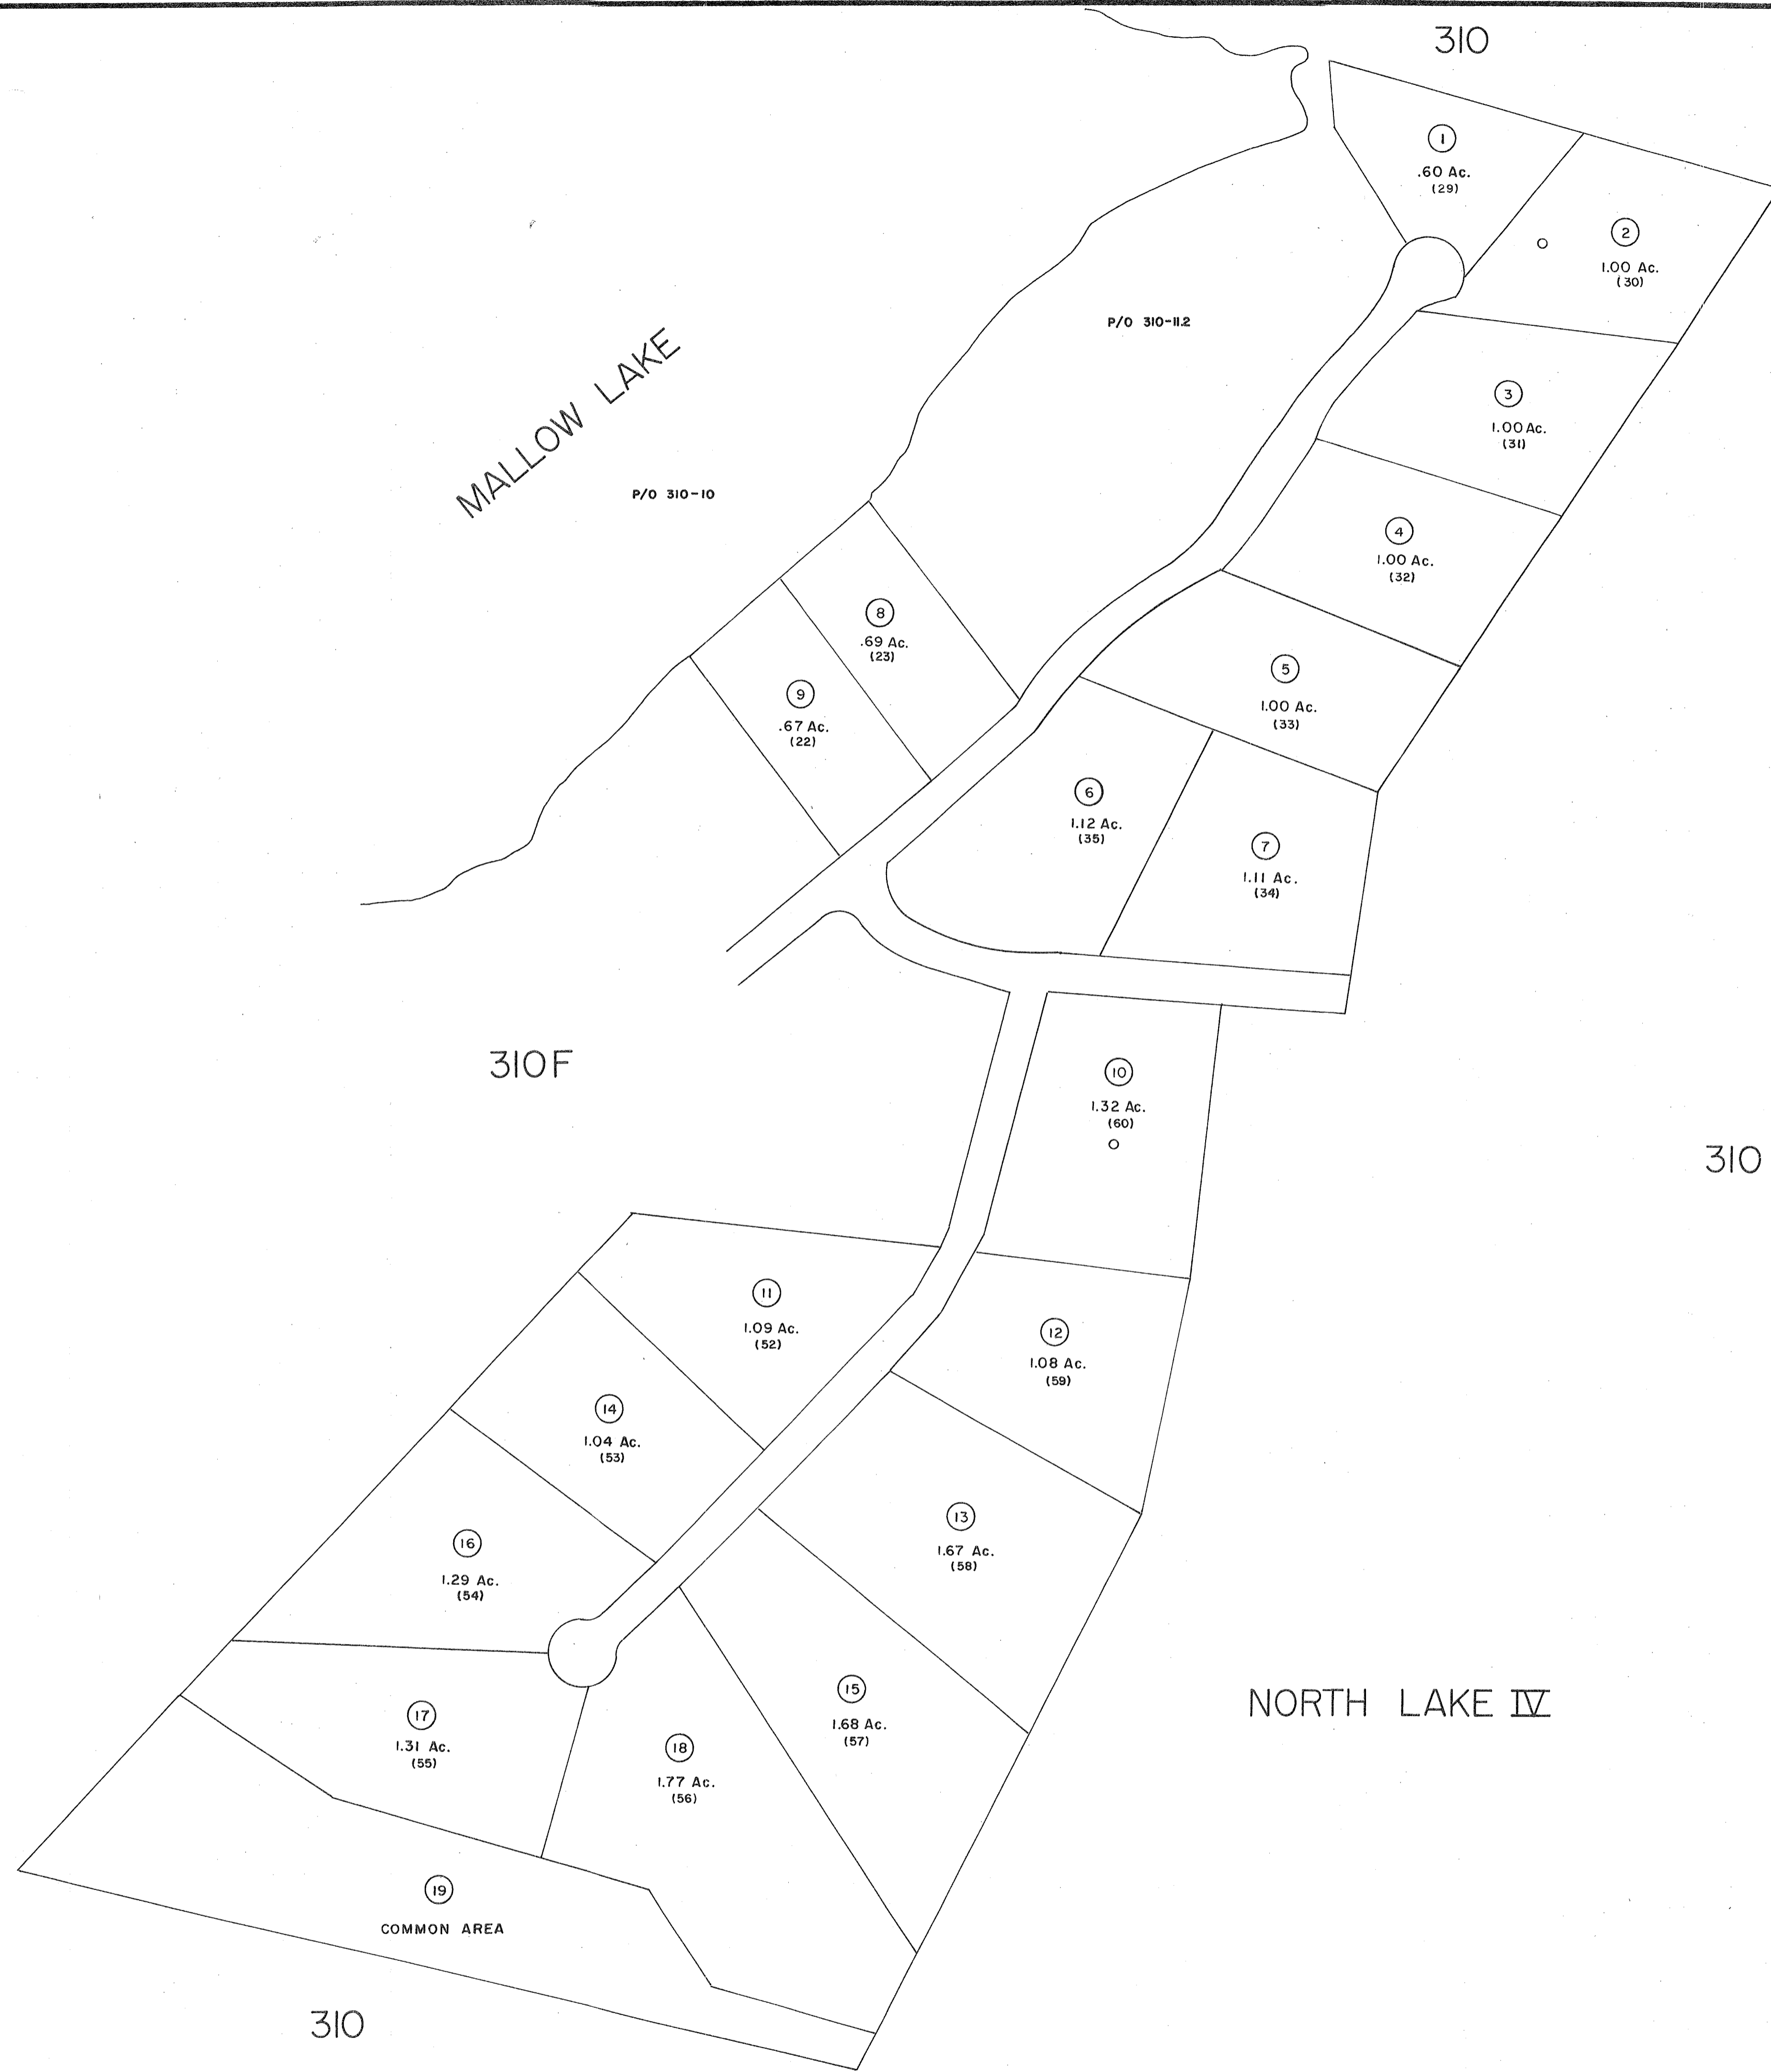 310
1
.60 Ac.
(29)
2
1.00 Ac.
(30)
P/O 310-11.2
MALLOW LAKE
3
1.00 Ac.
(31)
P/O 310-10
4
1.00 Ac.
(32)
8
.69 Ac.
(23)
5
1.00 Ac.
(33)
9
.67 Ac.
(22)
6
1.12 Ac.
(35)
7
1.11 Ac.
(34)
310F
10
1.32 Ac.
(60)
310
11
1.09 Ac.
(52)
12
1.08 Ac.
(59)
14
1.04 Ac.
(53)
13
1.67 Ac.
(58)
16
1.29 Ac.
(54)
15
1.68 Ac.
(57)
NORTH LAKE IV
17
1.31 Ac.
(55)
18
1.77 Ac.
(56)
19
COMMON AREA
310